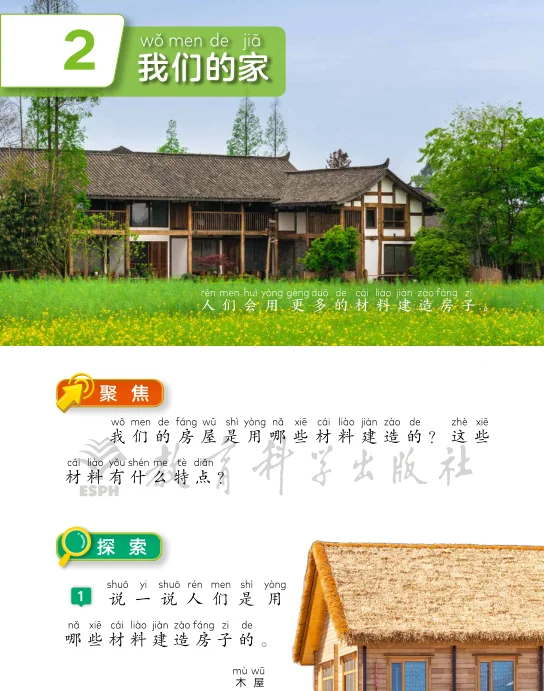 2
wǒ men de jiā
我们的家
rén men huì yòng gèng duō de cái liào jiàn zào fáng zi
人们会用更多的材料建造房子。
聚焦
wǒ men de fáng wū shì yòng nǎ xiē cái liào jiàn zào de zhè xiē
我们的房屋是用哪些材料建造的？这些
cái liào yǒu shén me tè diǎn
材料有什么特点？
ESPH 教育科学出版社
探索
shuō yi shuō rén men shì yòng
1 说一说人们是用
nǎ xiē cái liào jiàn zào fáng zi de
哪些材料建造房子的。
mù wū
木屋